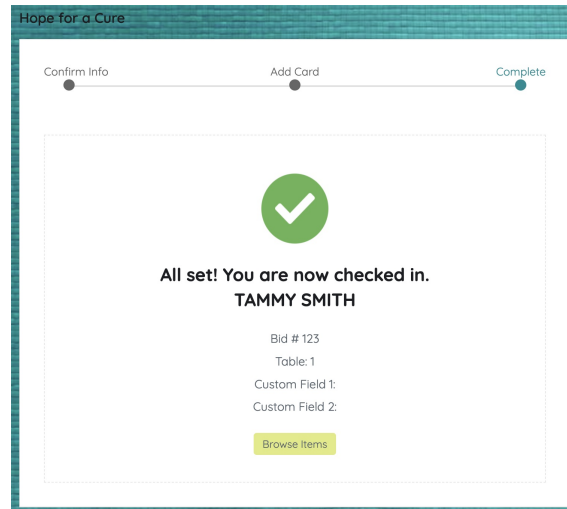 Hope for a Cure
Confirm Info
Add Card
Complete
All set! You are now checked in.
TAMMY SMITH
Bid # 123
Table: 1
Custom Field 1:
Custom Field 2:
Browse Items